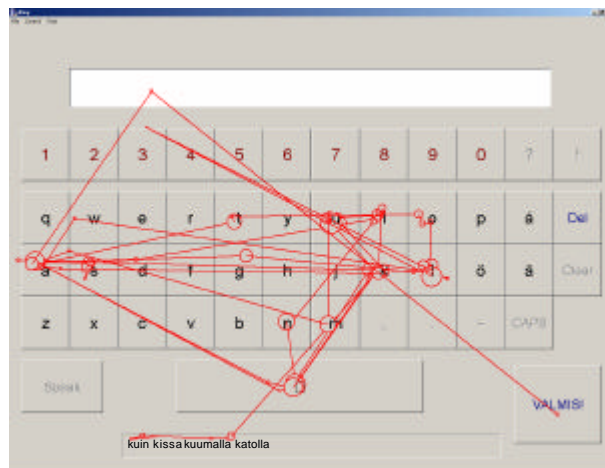 1 2 3 4 5 6 7 8 9 0 ? !
q w e r t y u i o p å Del
a s d f g h j k l ö ä Clear
z x c v b n m , . - CAPS
Speak VALMIS!
kuin kissa kuumalla katolla